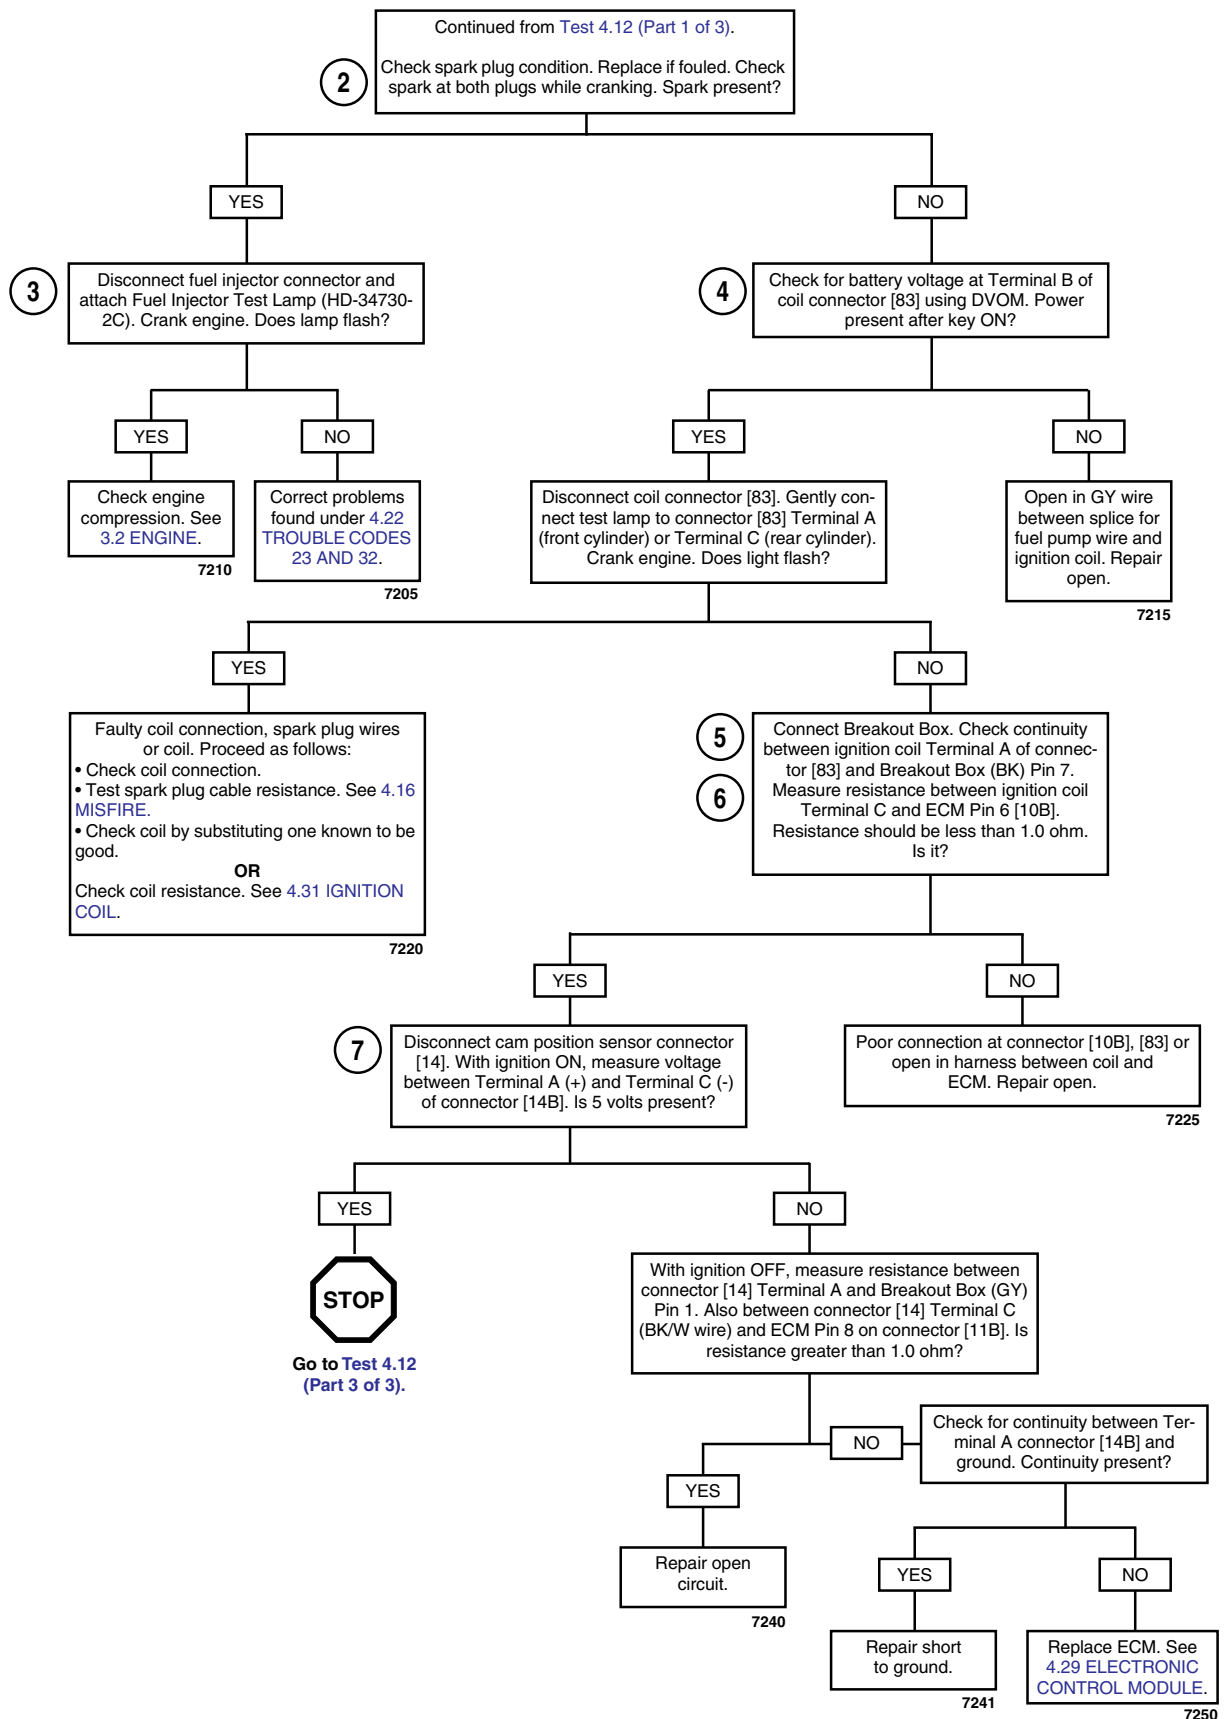 Continued from Test 4.12 (Part 1 of 3).
2
Check spark plug condition. Replace if fouled. Check
spark at both plugs while cranking. Spark present?
YES
NO
3
Disconnect fuel injector connector and
attach Fuel Injector Test Lamp (HD-34730-
2C). Crank engine. Does lamp flash?
4
Check for battery voltage at Terminal B of
coil connector [83] using DVOM. Power
present after key ON?
YES
NO
YES
NO
Check engine
compression. See
3.2 ENGINE.
7210
Correct problems
found under 4.22
TROUBLE CODES
23 AND 32.
7205
Disconnect coil connector [83]. Gently con-
nect test lamp to connector [83] Terminal A
(front cylinder) or Terminal C (rear cylinder).
Crank engine. Does light flash?
Open in GY wire
between splice for
fuel pump wire and
ignition coil. Repair
open.
7215
YES
NO
Faulty coil connection, spark plug wires
or coil. Proceed as follows:
• Check coil connection.
• Test spark plug cable resistance. See 4.16
MISFIRE.
• Check coil by substituting one known to be
good.
OR
Check coil resistance. See 4.31 IGNITION
COIL.
7220
5
6
Connect Breakout Box. Check continuity
between ignition coil Terminal A of connec-
tor [83] and Breakout Box (BK) Pin 7.
Measure resistance between ignition coil
Terminal C and ECM Pin 6 [10B].
Resistance should be less than 1.0 ohm.
Is it?
YES
NO
7
Disconnect cam position sensor connector
[14]. With ignition ON, measure voltage
between Terminal A (+) and Terminal C (-)
of connector [14B]. Is 5 volts present?
Poor connection at connector [10B], [83] or
open in harness between coil and
ECM. Repair open.
7225
YES
NO
STOP
Go to Test 4.12
(Part 3 of 3).
With ignition OFF, measure resistance between
connector [14] Terminal A and Breakout Box (GY)
Pin 1. Also between connector [14] Terminal C
(BK/W wire) and ECM Pin 8 on connector [11B]. Is
resistance greater than 1.0 ohm?
NO
Check for continuity between Ter-
minal A connector [14B] and
ground. Continuity present?
YES
Repair open
circuit.
7240
YES
NO
Repair short
to ground.
7241
Replace ECM. See
4.29 ELECTRONIC
CONTROL MODULE.
7250